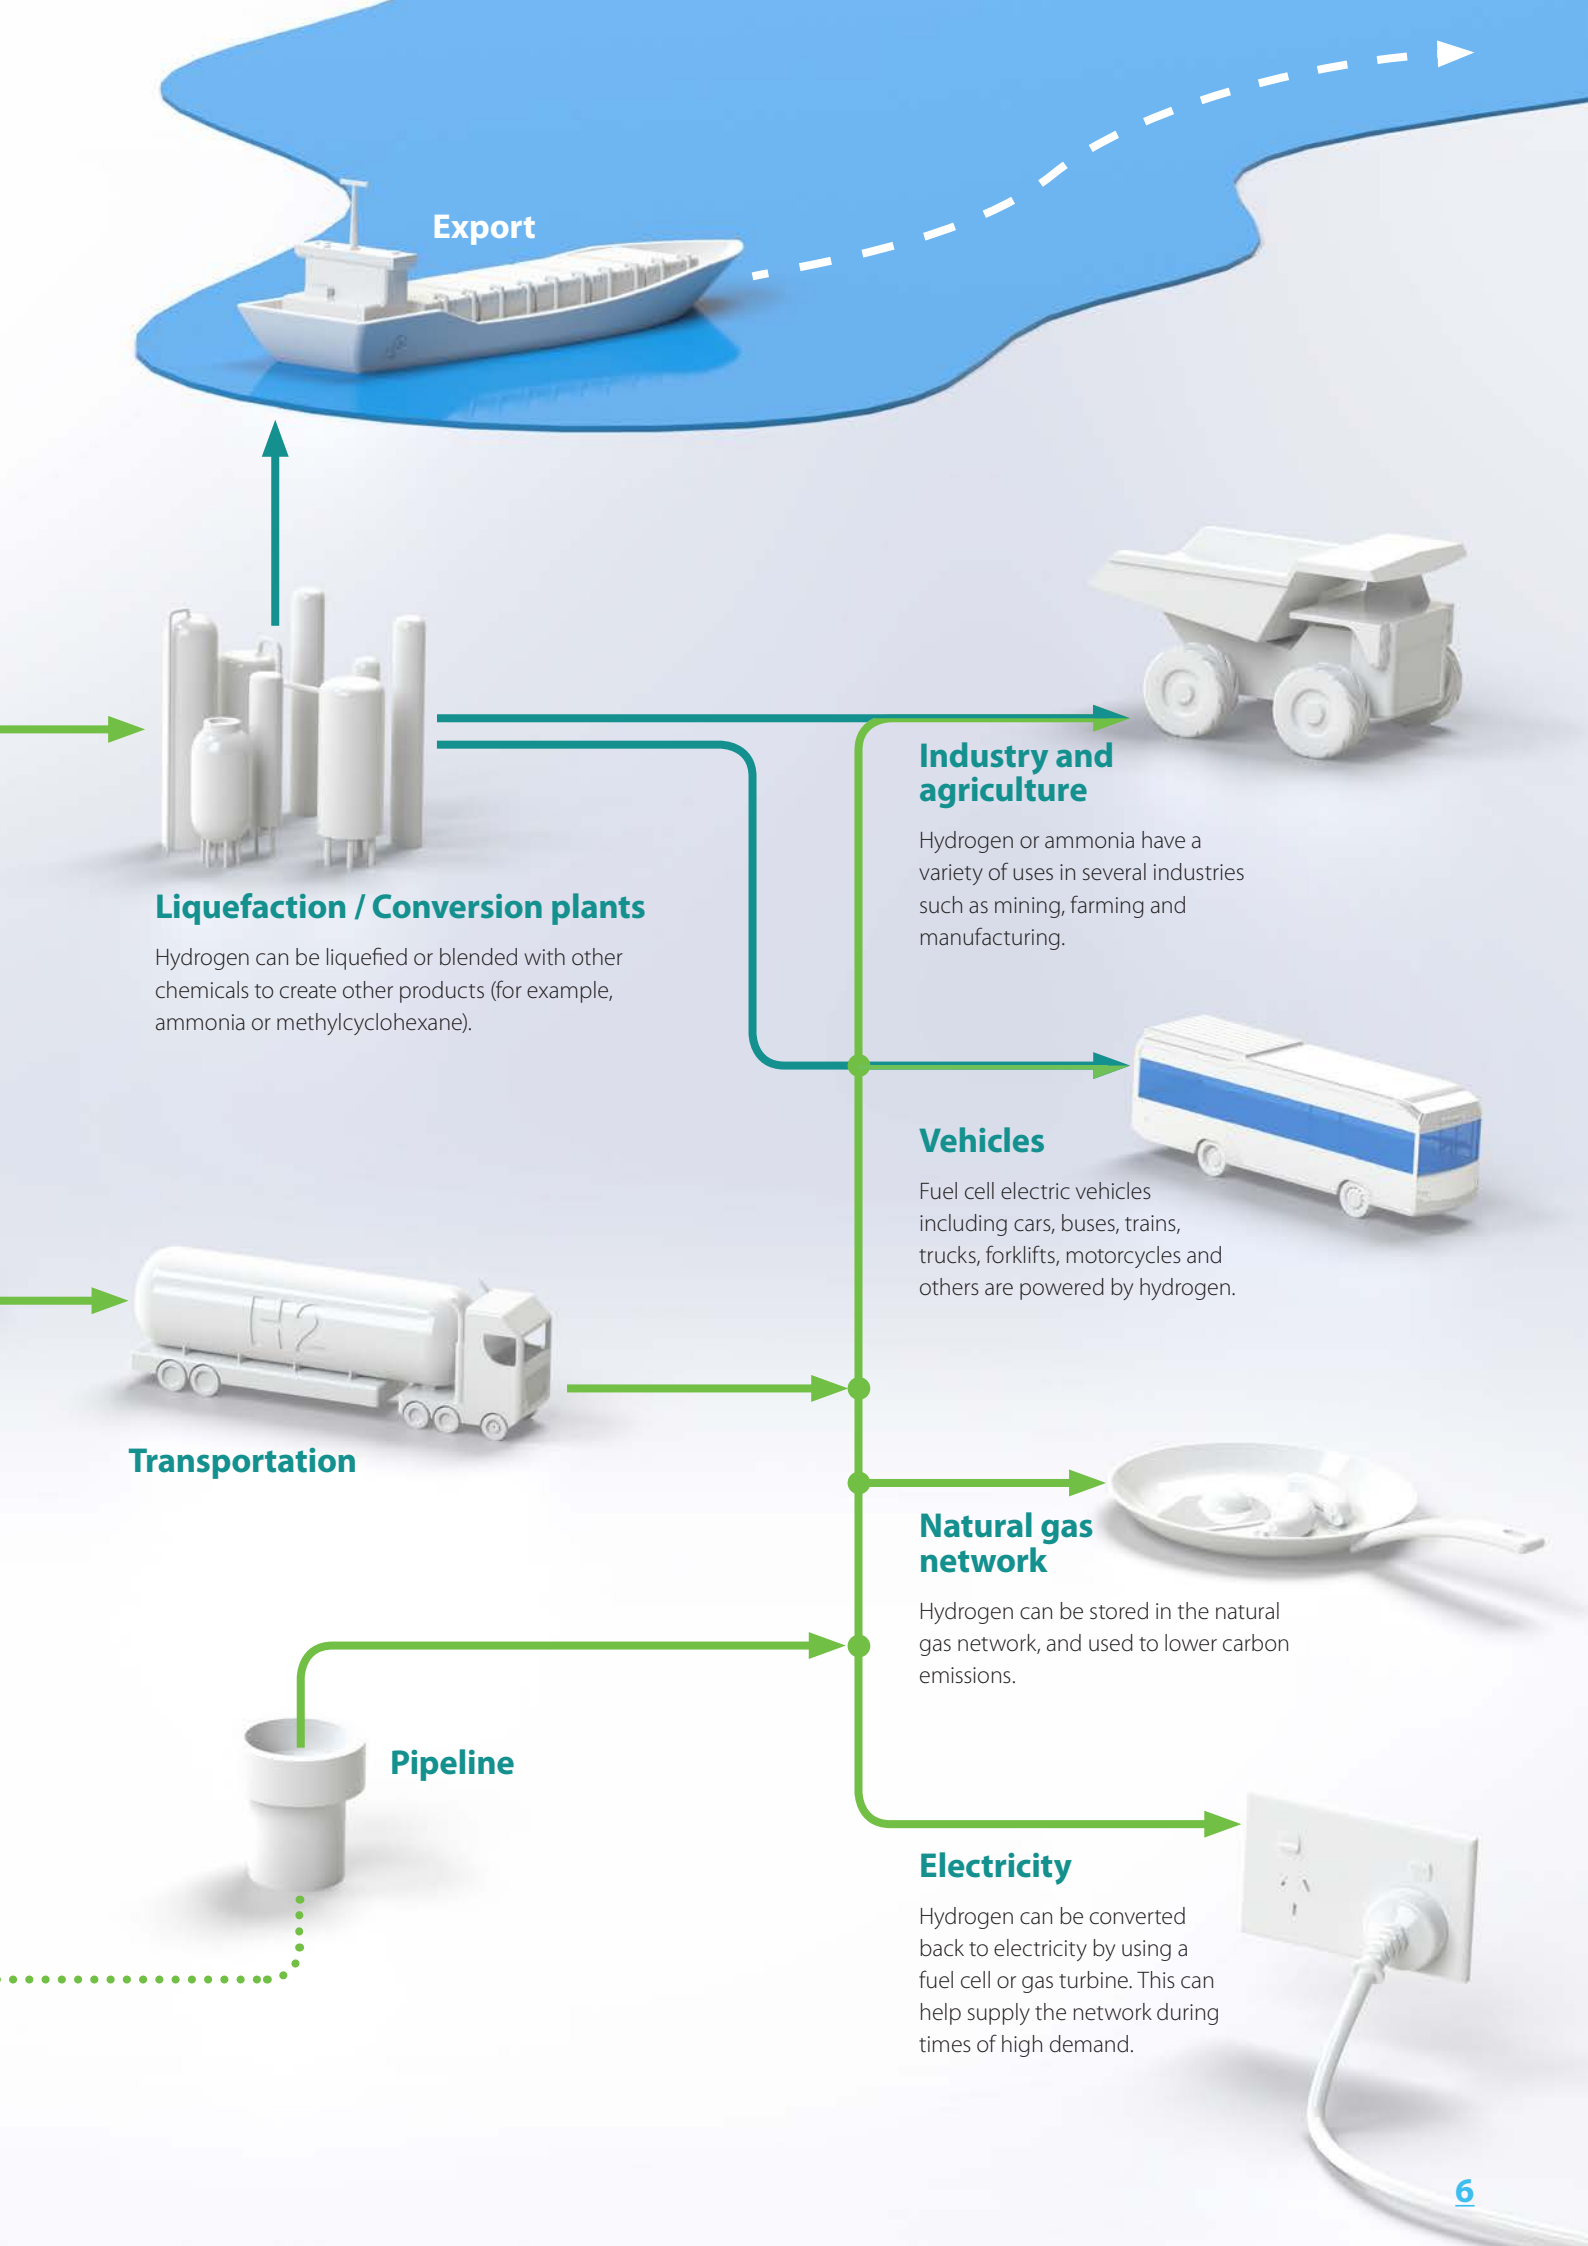 Export
Industry and
agriculture
Hydrogen or ammonia have a
variety of uses in several industries
such as mining, farming and
manufacturing.
Liquefaction / Conversion plants
Hydrogen can be liquefied or blended with other
chemicals to create other products (for example,
ammonia or methylcyclohexane).
Vehicles
Fuel cell electric vehicles
including cars, buses, trains,
trucks, forklifts, motorcycles and
others are powered by hydrogen.
H2
Transportation
Natural gas
network
Hydrogen can be stored in the natural
gas network, and used to lower carbon
emissions.
Pipeline
Electricity
Hydrogen can be converted
back to electricity by using a
fuel cell or gas turbine. This can
help supply the network during
times of high demand.
6